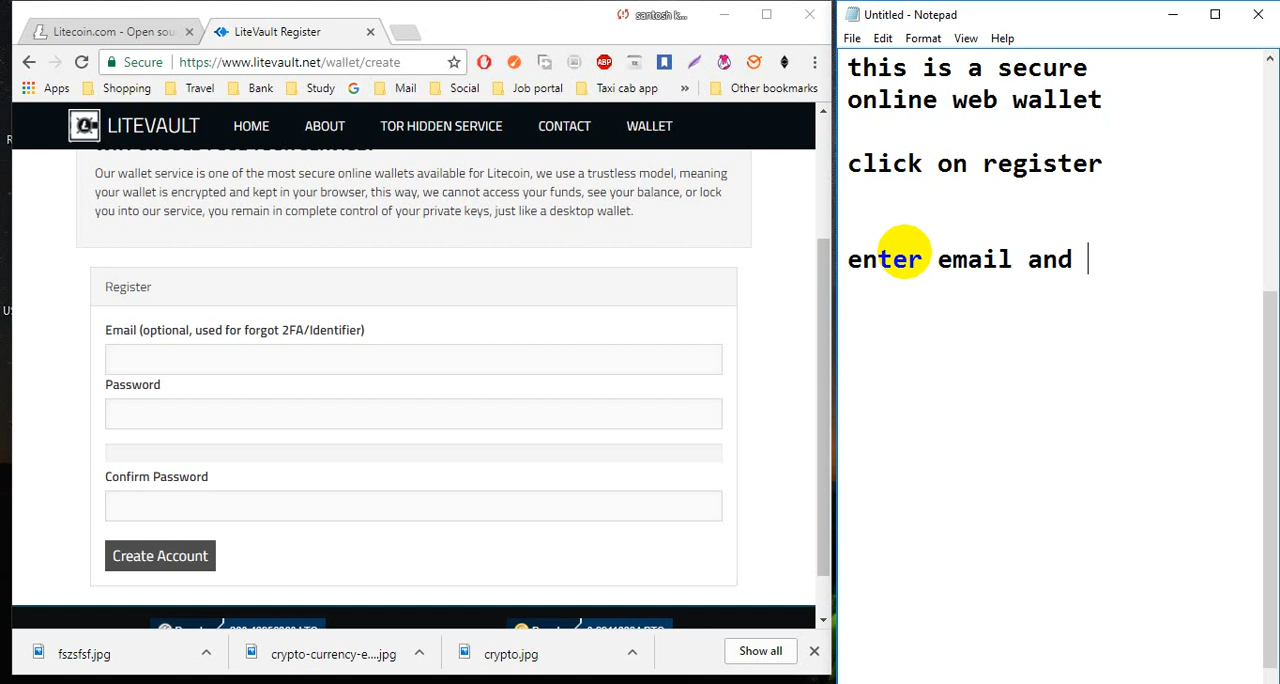 santosh k...
Litecoin.com - Open sou
LiteVault Register
Secure
https://www.litevault.net/wallet/create
ABP
Apps
Shopping
Travel
Bank
Study
Mail
Social
Job portal
Taxi cab app
»
Other bookmarks
LITEVAULT
HOME
ABOUT
TOR HIDDEN SERVICE
CONTACT
WALLET
Our wallet service is one of the most secure online wallets available for Litecoin, we use a trustless model, meaning
your wallet is encrypted and kept in your browser, this way, we cannot access your funds, see your balance, or lock
you into our service, you remain in complete control of your private keys, just like a desktop wallet.
Register
Email (optional, used for forgot 2FA/Identifier)
Password
Confirm Password
Create Account
fszsfsf.jpg
crypto-currency-e....jpg
crypto.jpg
Show all
Untitled - Notepad
File
Edit
Format
View
Help
this is a secure
online web wallet
click on register
enter email and